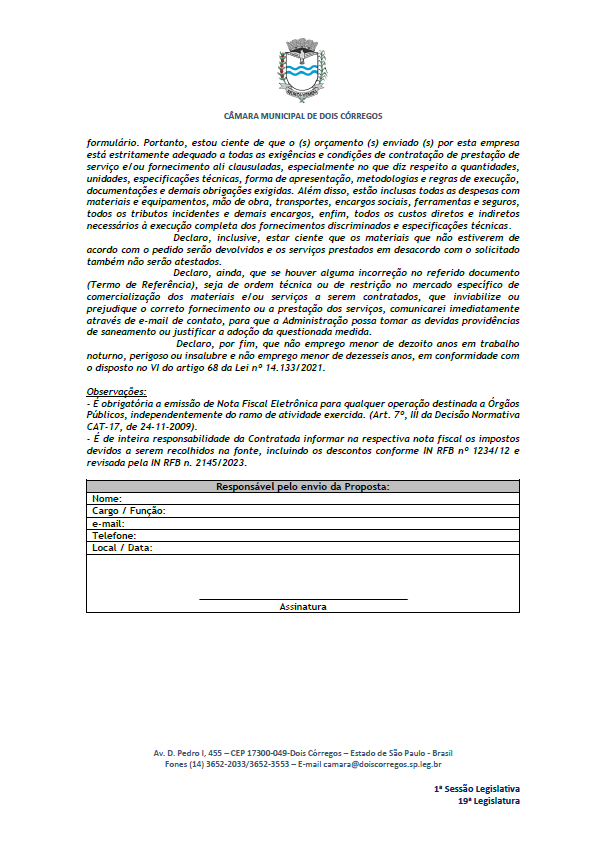 CÂMARA MUNICIPAL DE DOIS CÓRREGOS
formulário. Portanto, estou ciente de que o (s) orçamento (s) enviado (s) por esta empresa
está estritamente adequado a todas as exigências e condições de contratação de prestação de
serviço e/ou fornecimento ali clausuladas, especialmente no que diz respeito a quantidades,
unidades, especificações técnicas, forma de apresentação, metodologias e regras de execução,
documentações e demais obrigações exigidas. Além disso, estão inclusas todas as despesas com
materiais e equipamentos, mão de obra, transportes, encargos sociais, ferramentas e seguros,
todos os tributos incidentes e demais encargos, enfim, todos os custos diretos e indiretos
necessários à execução completa dos fornecimentos discriminados e especificações técnicas.
Declaro, inclusive, estar ciente que os materiais que não estiverem de
acordo com o pedido serão devolvidos e os serviços prestados em desacordo com o solicitado
também não serão atestados.
Declaro, ainda, que se houver alguma incorreção no referido documento
(Termo de Referência), seja de ordem técnica ou de restrição no mercado específico de
comercialização dos materiais e/ou serviços a serem contratados, que inviabilize ou
prejudique o correto fornecimento ou a prestação dos serviços, comunicarei imediatamente
através de e-mail de contato, para que a Administração possa tomar as devidas providências
de saneamento ou justificar a adoção da questionada medida.
Declaro, por fim, que não emprego menor de dezoito anos em trabalho
noturno, perigoso ou insalubre e não emprego menor de dezesseis anos, em conformidade com
o disposto no VI do artigo 68 da Lei nº 14.133/2021.
Observações:
- É obrigatória a emissão de Nota Fiscal Eletrônica para qualquer operação destinada a Órgãos
Públicos, independentemente do ramo de atividade exercida. (Art. 7º, III da Decisão Normativa
CAT-17, de 24-11-2009).
- É de inteira responsabilidade da Contratada informar na respectiva nota fiscal os impostos
devidos a serem recolhidos na fonte, incluindo os descontos conforme IN RFB nº 1234/12 e
revisada pela IN RFB n. 2145/2023.
Responsável pelo envio da Proposta:
Nome:
Cargo / Função:
e-mail:
Telefone:
Local / Data:
Assinatura
Av. D. Pedro I, 455 – CEP 17300-049-Dois Córregos – Estado de São Paulo - Brasil
Fones (14) 3652-2033/3652-3553 – E-mail camara@doiscorregos.sp.leg.br
1ª Sessão Legislativa
19ª Legislatura